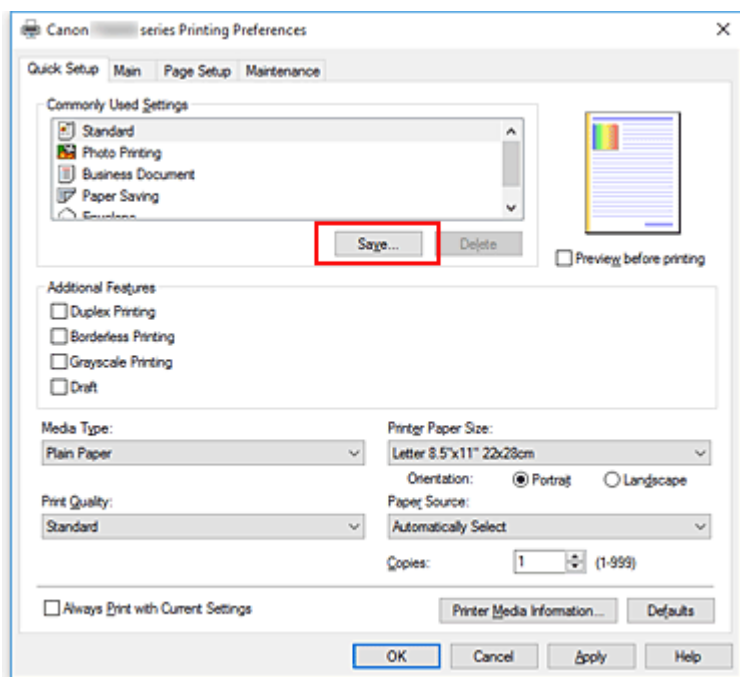 Canon series Printing Preferences
Quick Setup Main Page Setup Maintenance
Commonly Used Settings
Standard
Photo Printing
Business Document
Paper Saving
Envelope
Save... Delete
Preview before printing
Additional Features
Duplex Printing
Borderless Printing
Grayscale Printing
Draft
Media Type:
Plain Paper
Printer Paper Size:
Letter 8.5"x11" 22x28cm
Orientation: Portrait Landscape
Print Quality:
Standard
Paper Source:
Automatically Select
Copies: 1 (1-999)
Always Print with Current Settings
Printer Media Information... Defaults
OK Cancel Apply Help